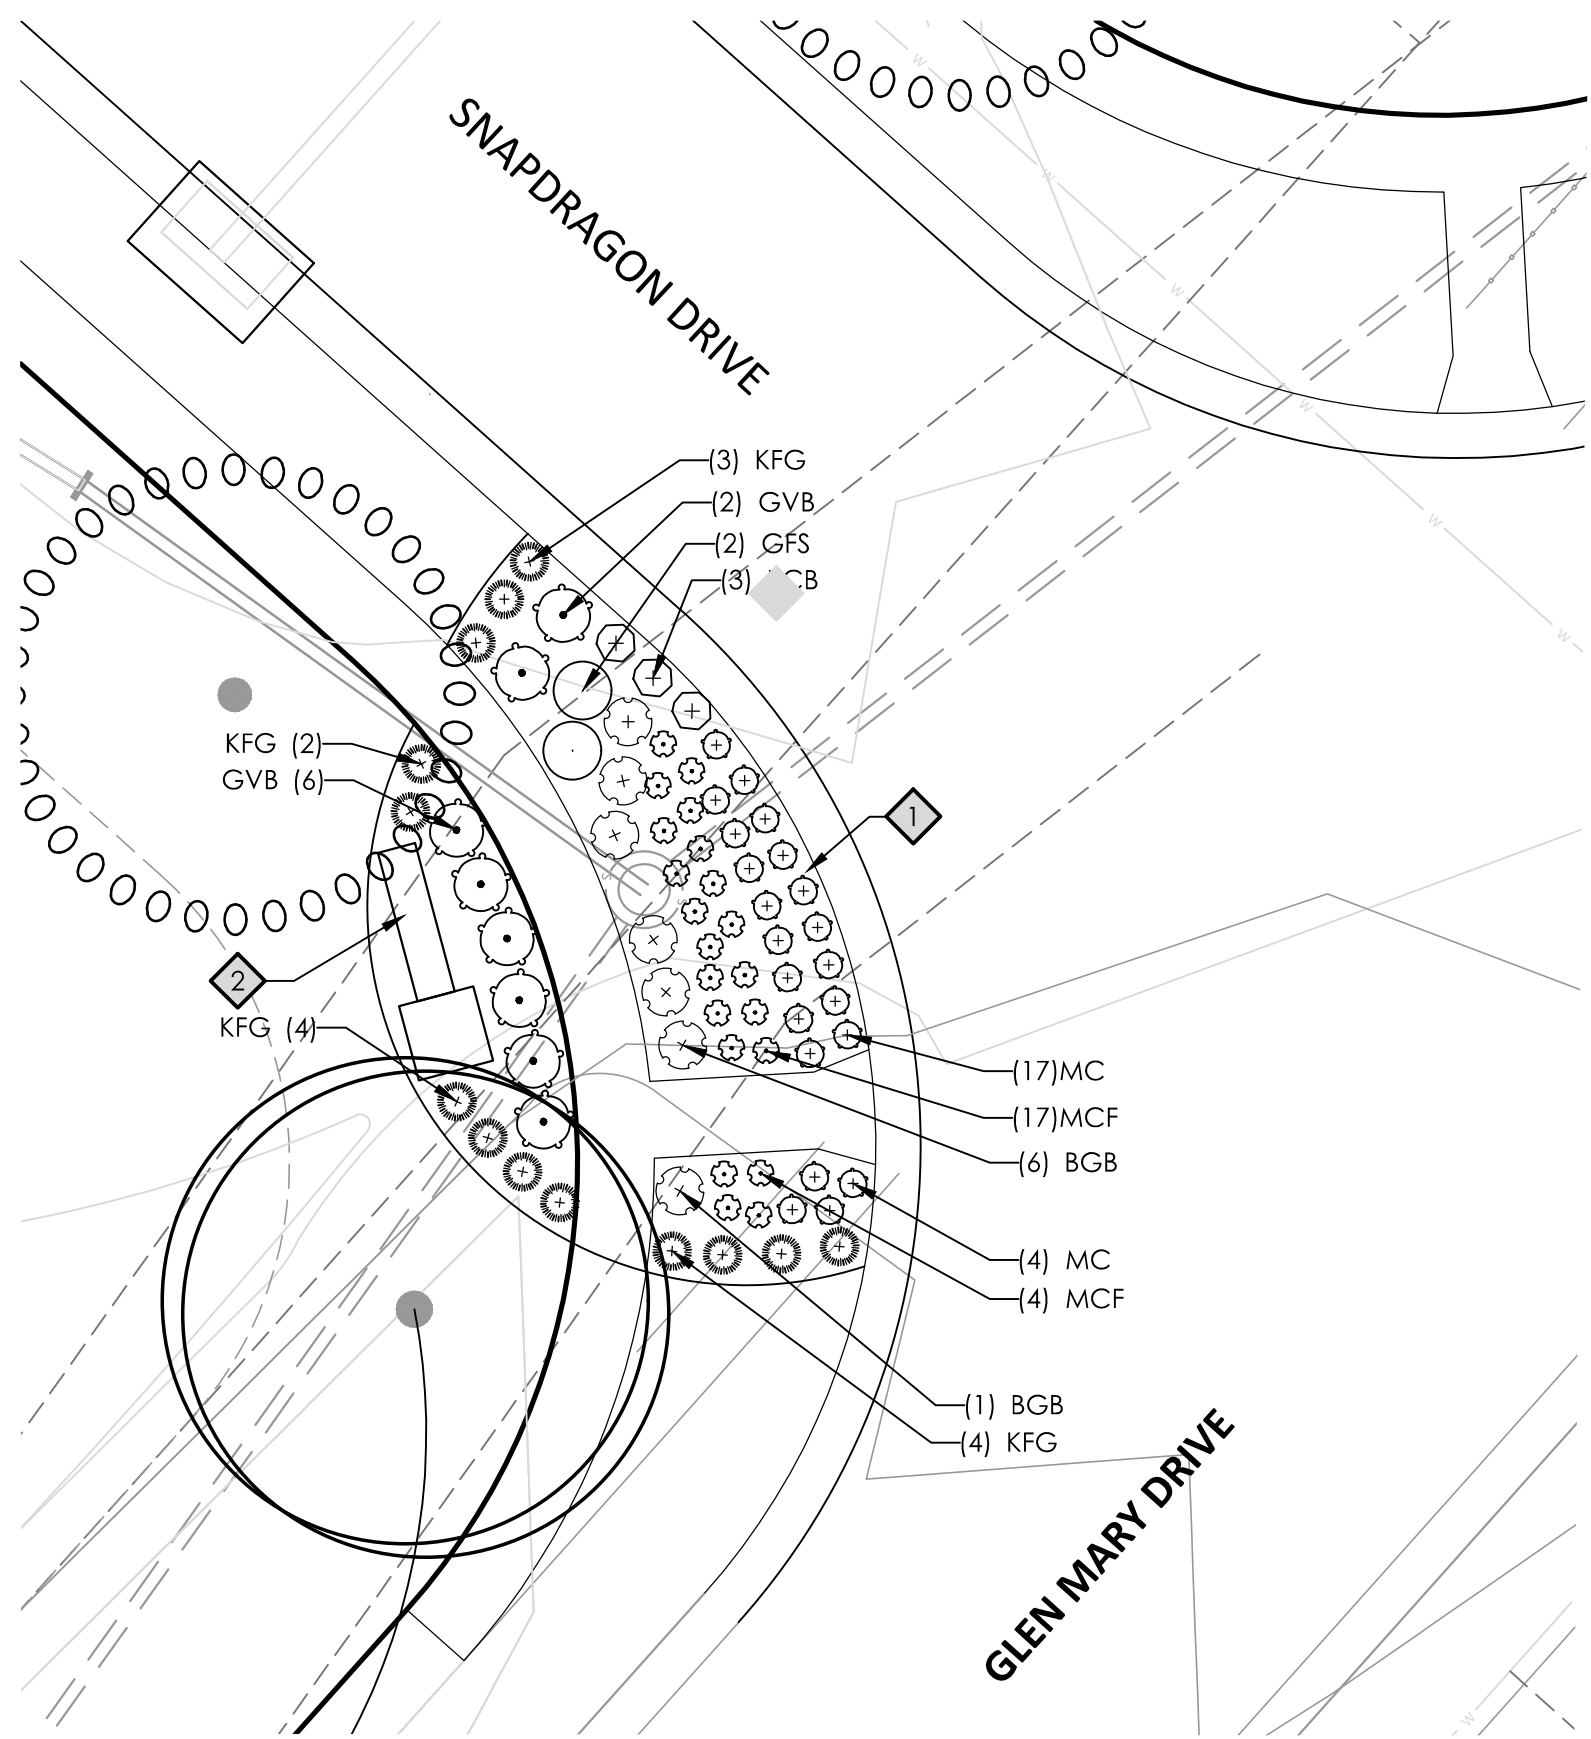 SNAPDRAGON DRIVE
(3) KFG
(2) GVB
(2) GFS
(3) CB
KFG (2)
GVB (6)
1
2
KFG (4)
(17)MC
(17)MCF
(6) BGB
(4) MC
(4) MCF
(1) BGB
(4) KFG
GLEN MARY DRIVE
W
W
W
W
W
W
W
S
S